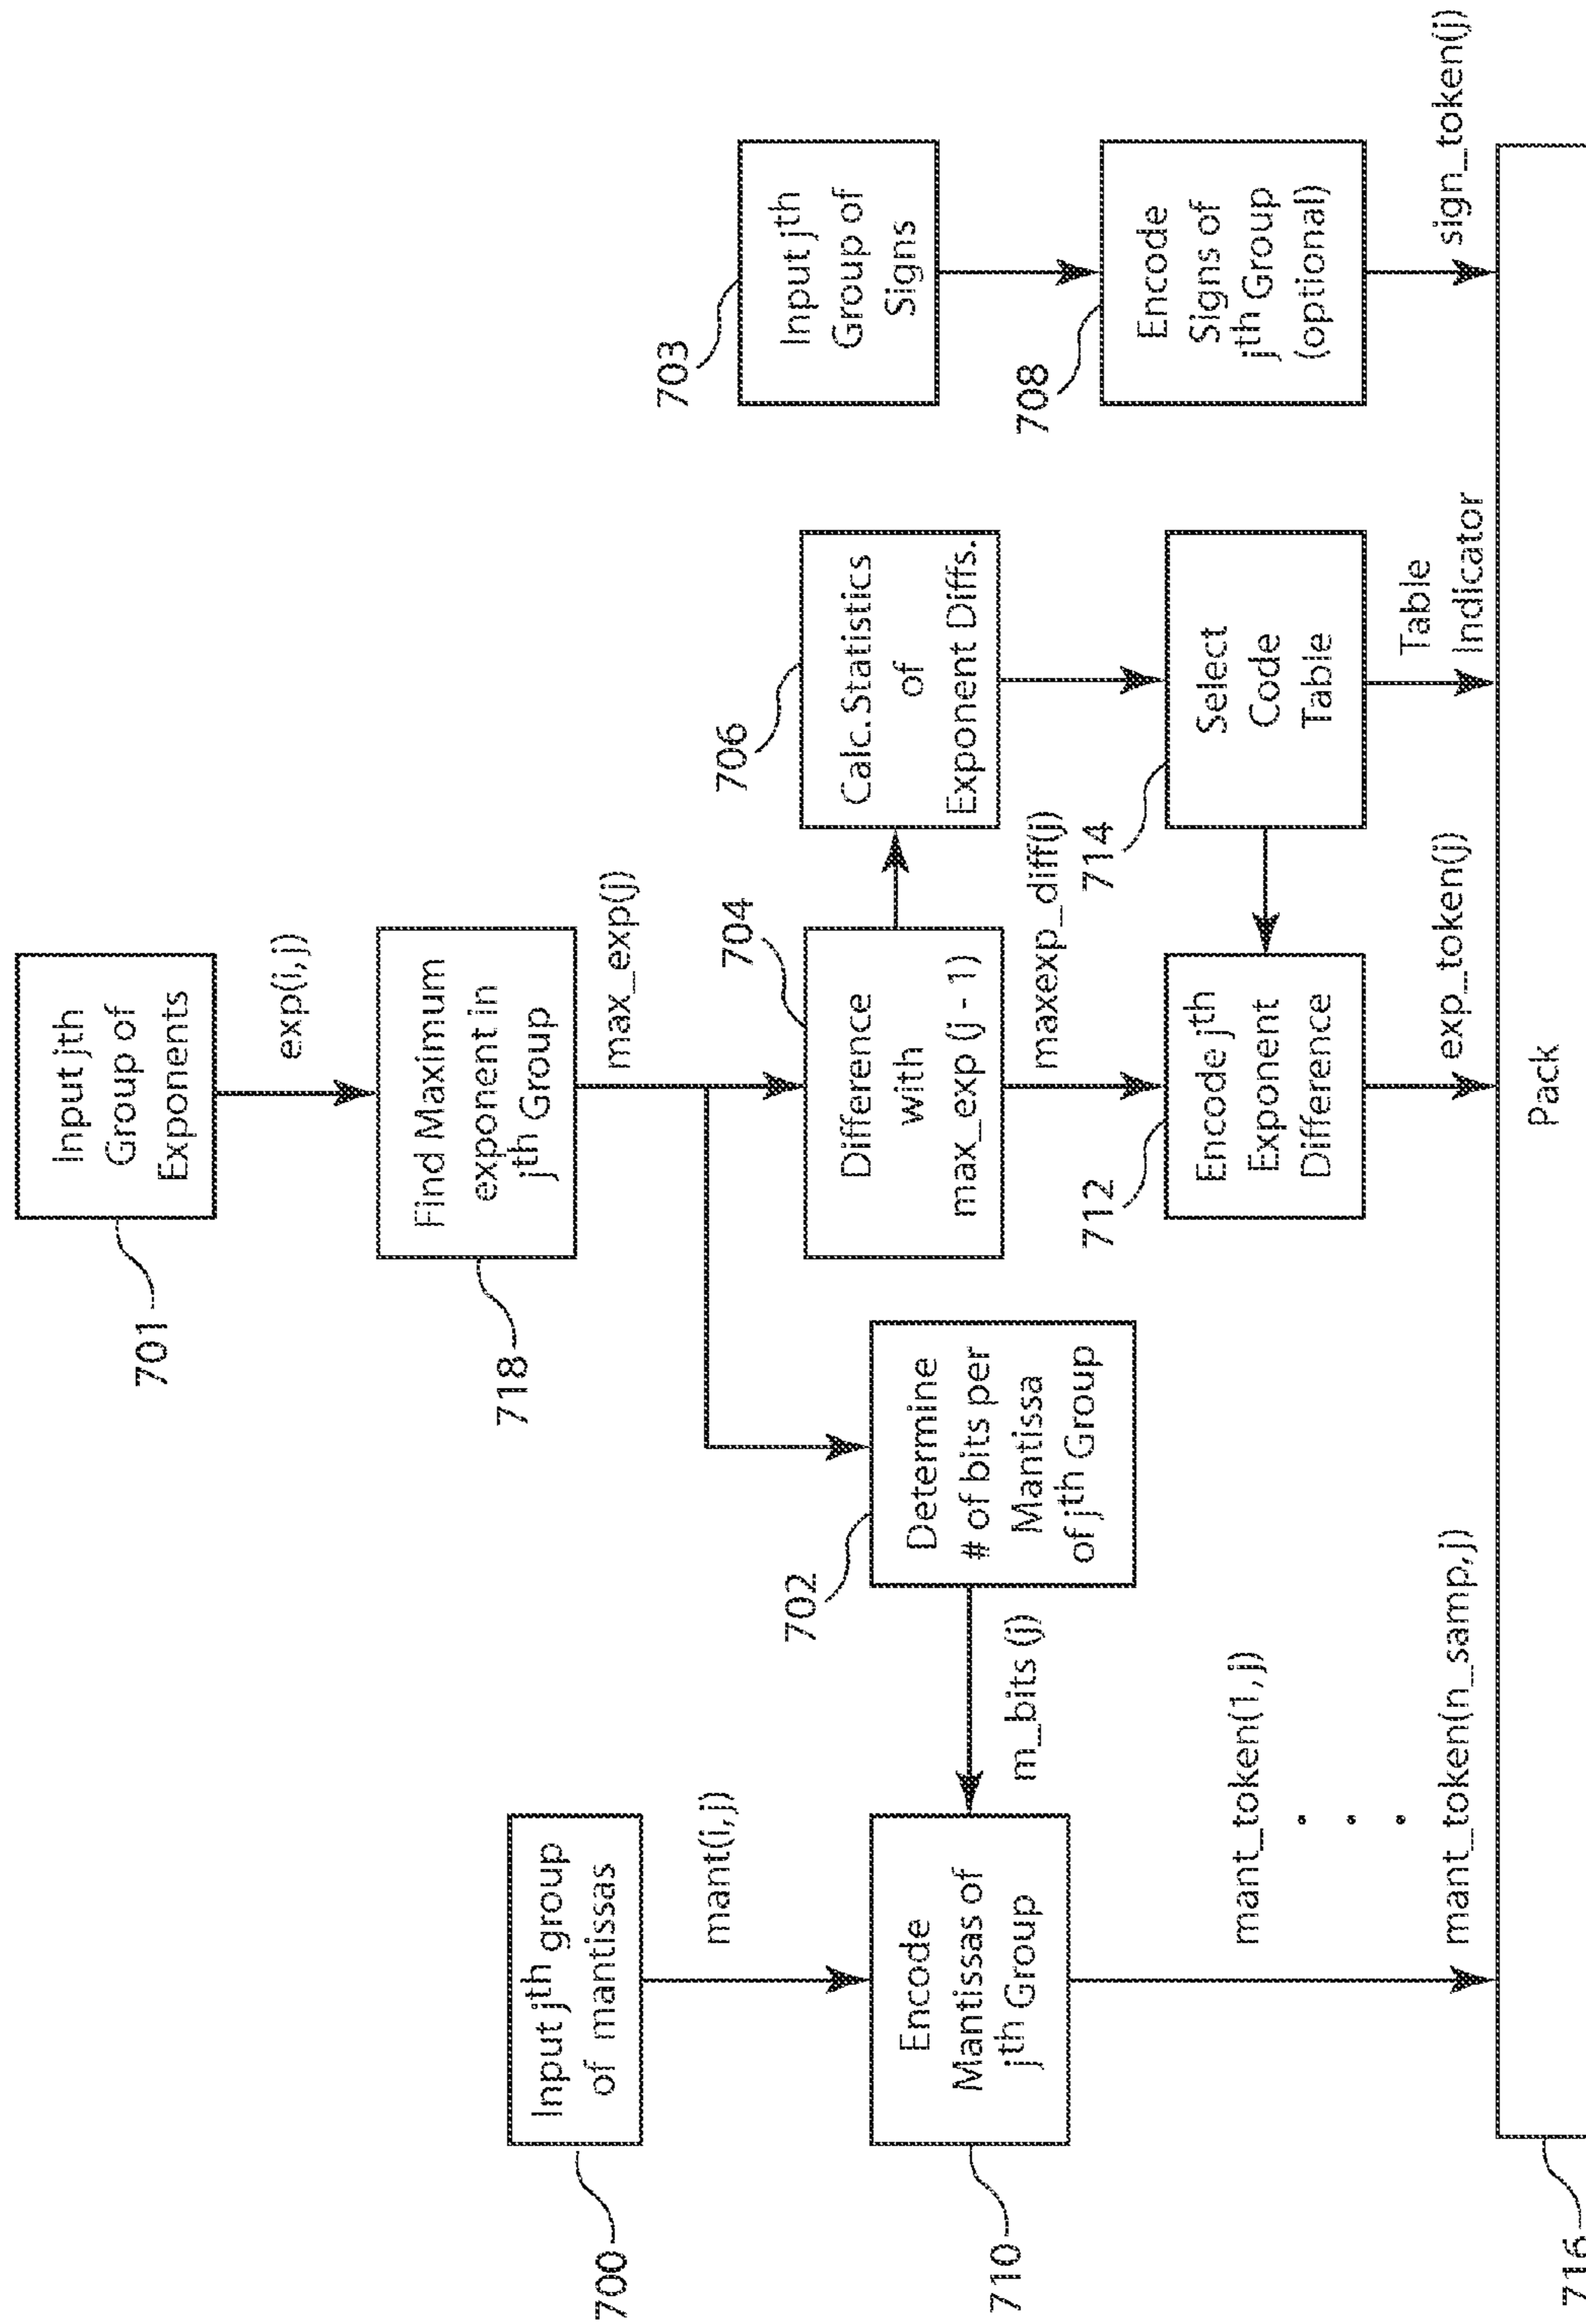 Input jth
Group of
Exponents
701
exp(i,j)
Find Maximum
exponent in
jth Group
718
max_exp(j)
Input jth group
of mantissas
700
mant(i,j)
Determine
# of bits per
Mantissa
of jth Group
702
m_bits (j)
Encode
Mantissas of
jth Group
710
mant_token(1,j)
.
.
.
mant_token(n_samp,j)
Difference
with
max_exp (j - 1)
704
maxexp_diff(j)
Calc. Statistics
of
Exponent Diffs.
706
Encode jth
Exponent
Difference
712
exp_token(j)
Select
Code
Table
714
Table
Indicator
Input jth
Group of
Signs
703
Encode
Signs of
jth Group
(optional)
708
sign_token(j)
Pack
716